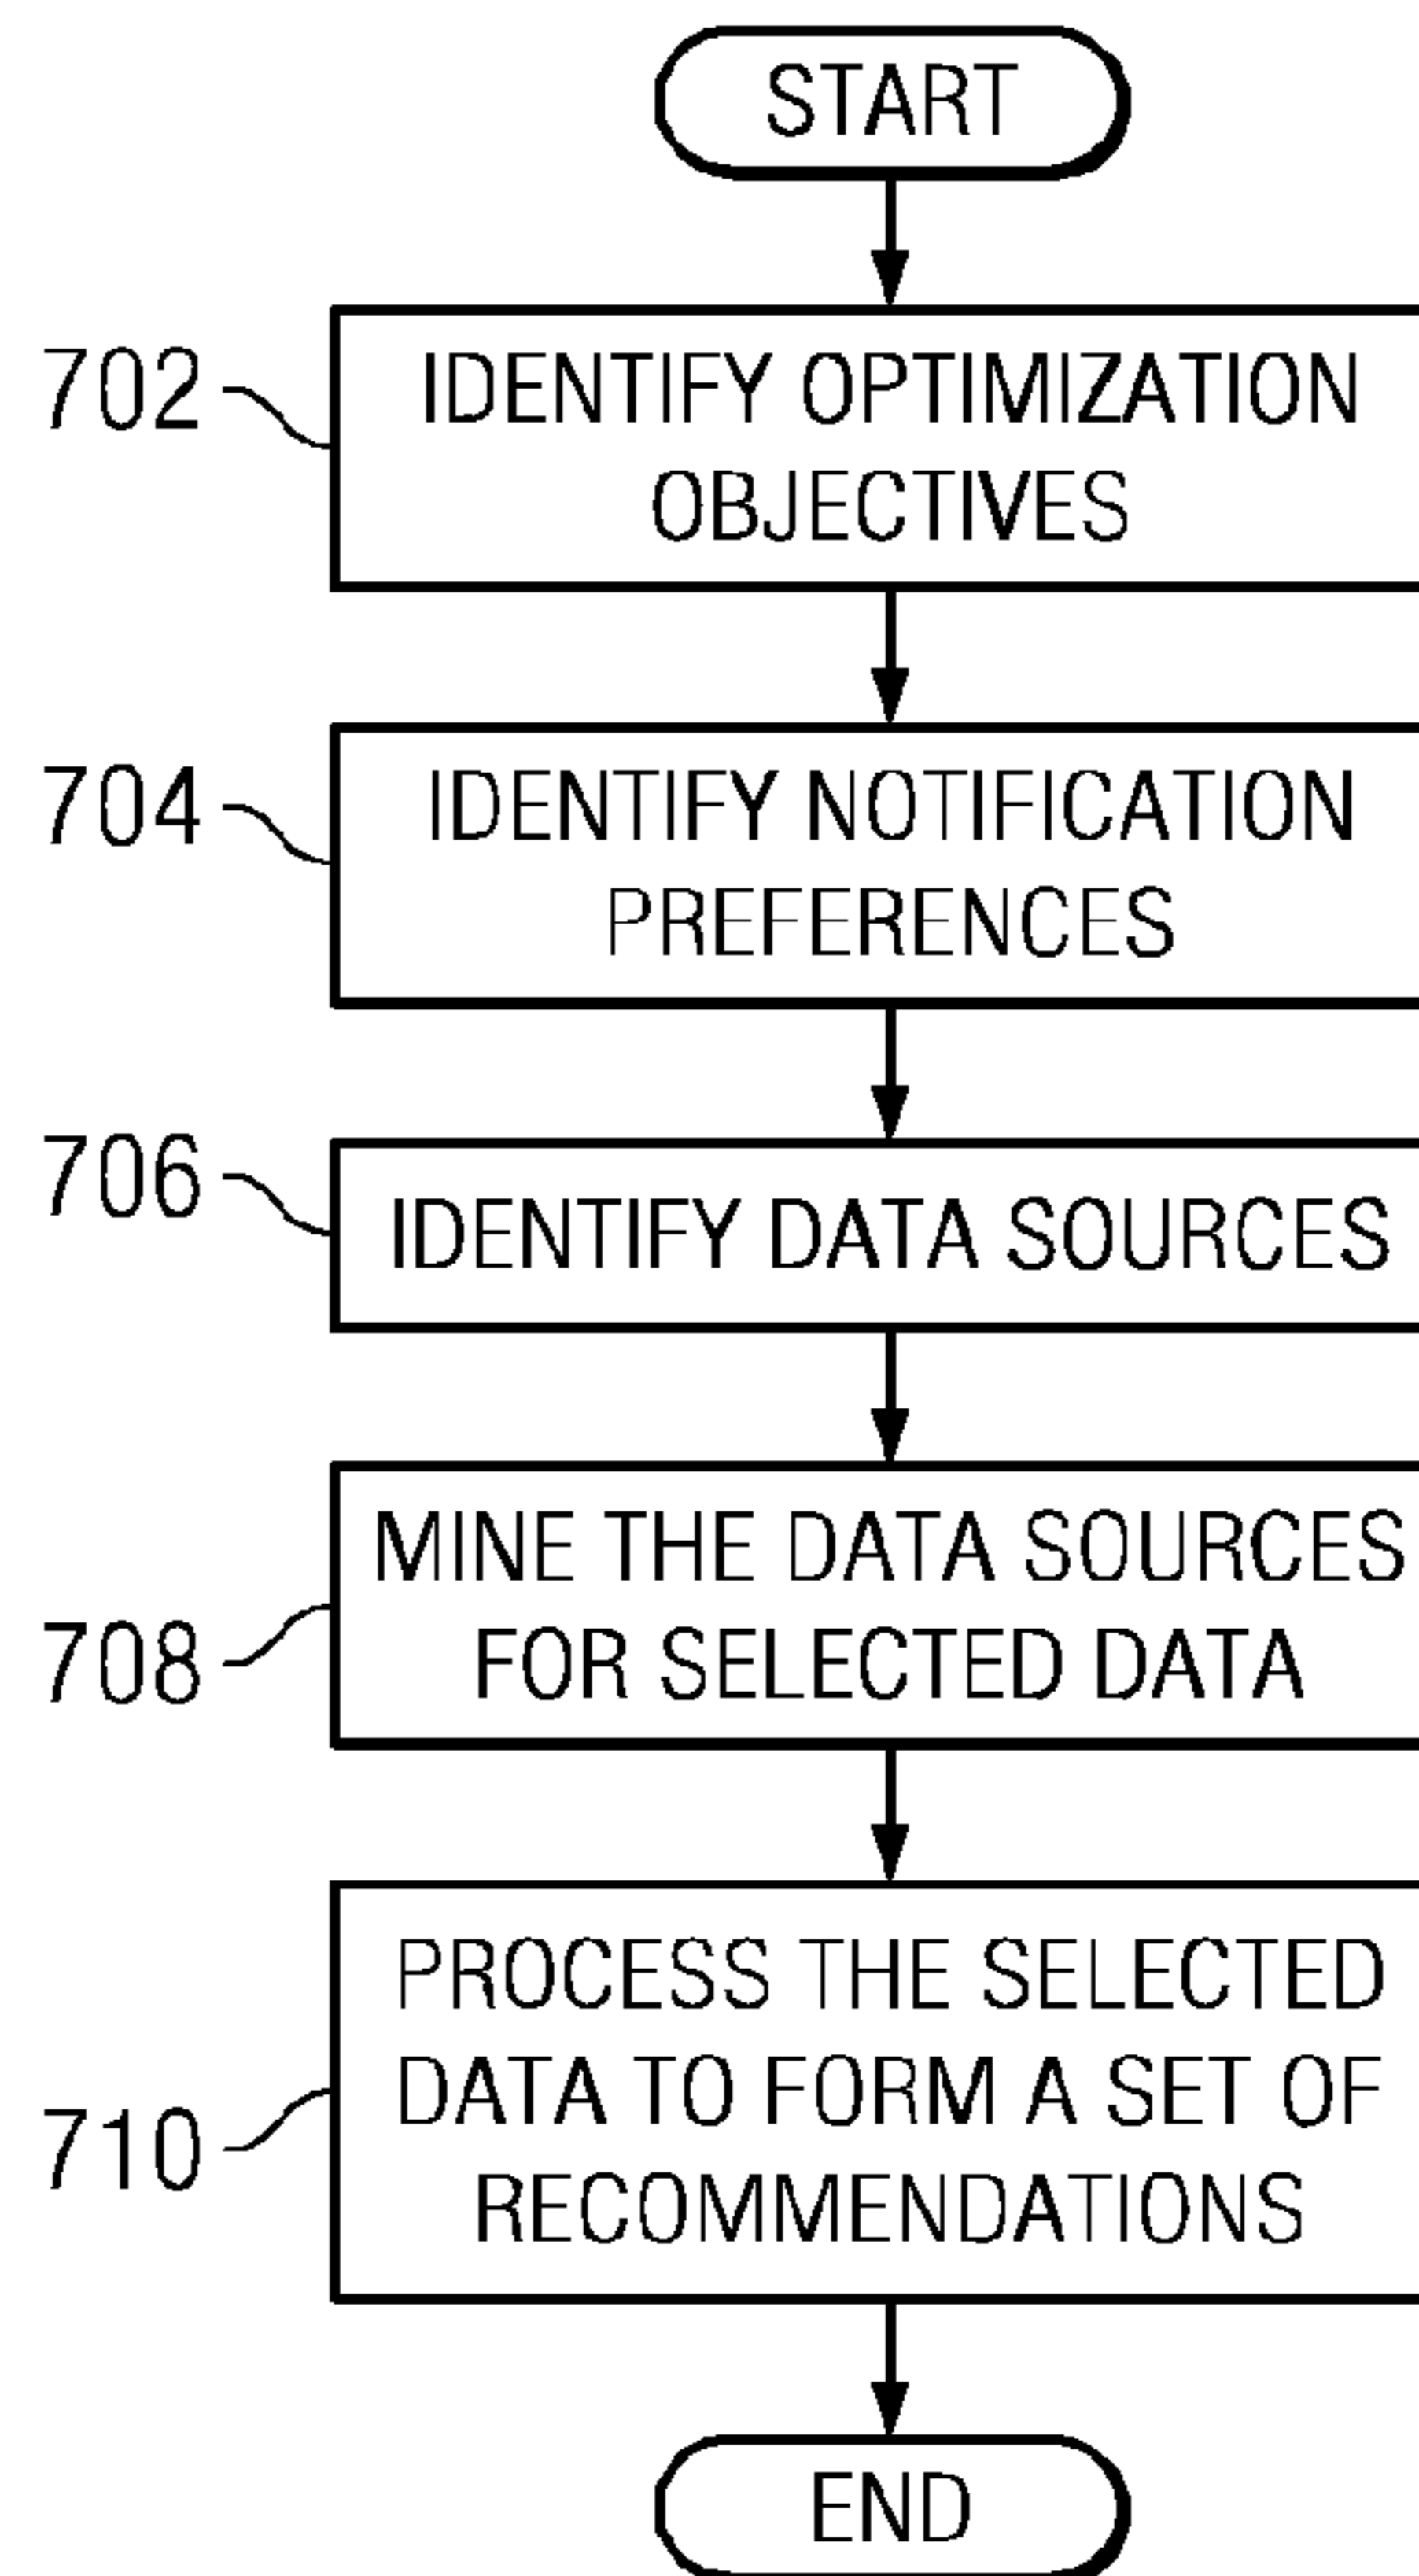 START
702
IDENTIFY OPTIMIZATION
OBJECTIVES
704
IDENTIFY NOTIFICATION
PREFERENCES
706
IDENTIFY DATA SOURCES
708
MINE THE DATA SOURCES
FOR SELECTED DATA
710
PROCESS THE SELECTED
DATA TO FORM A SET OF
RECOMMENDATIONS
END